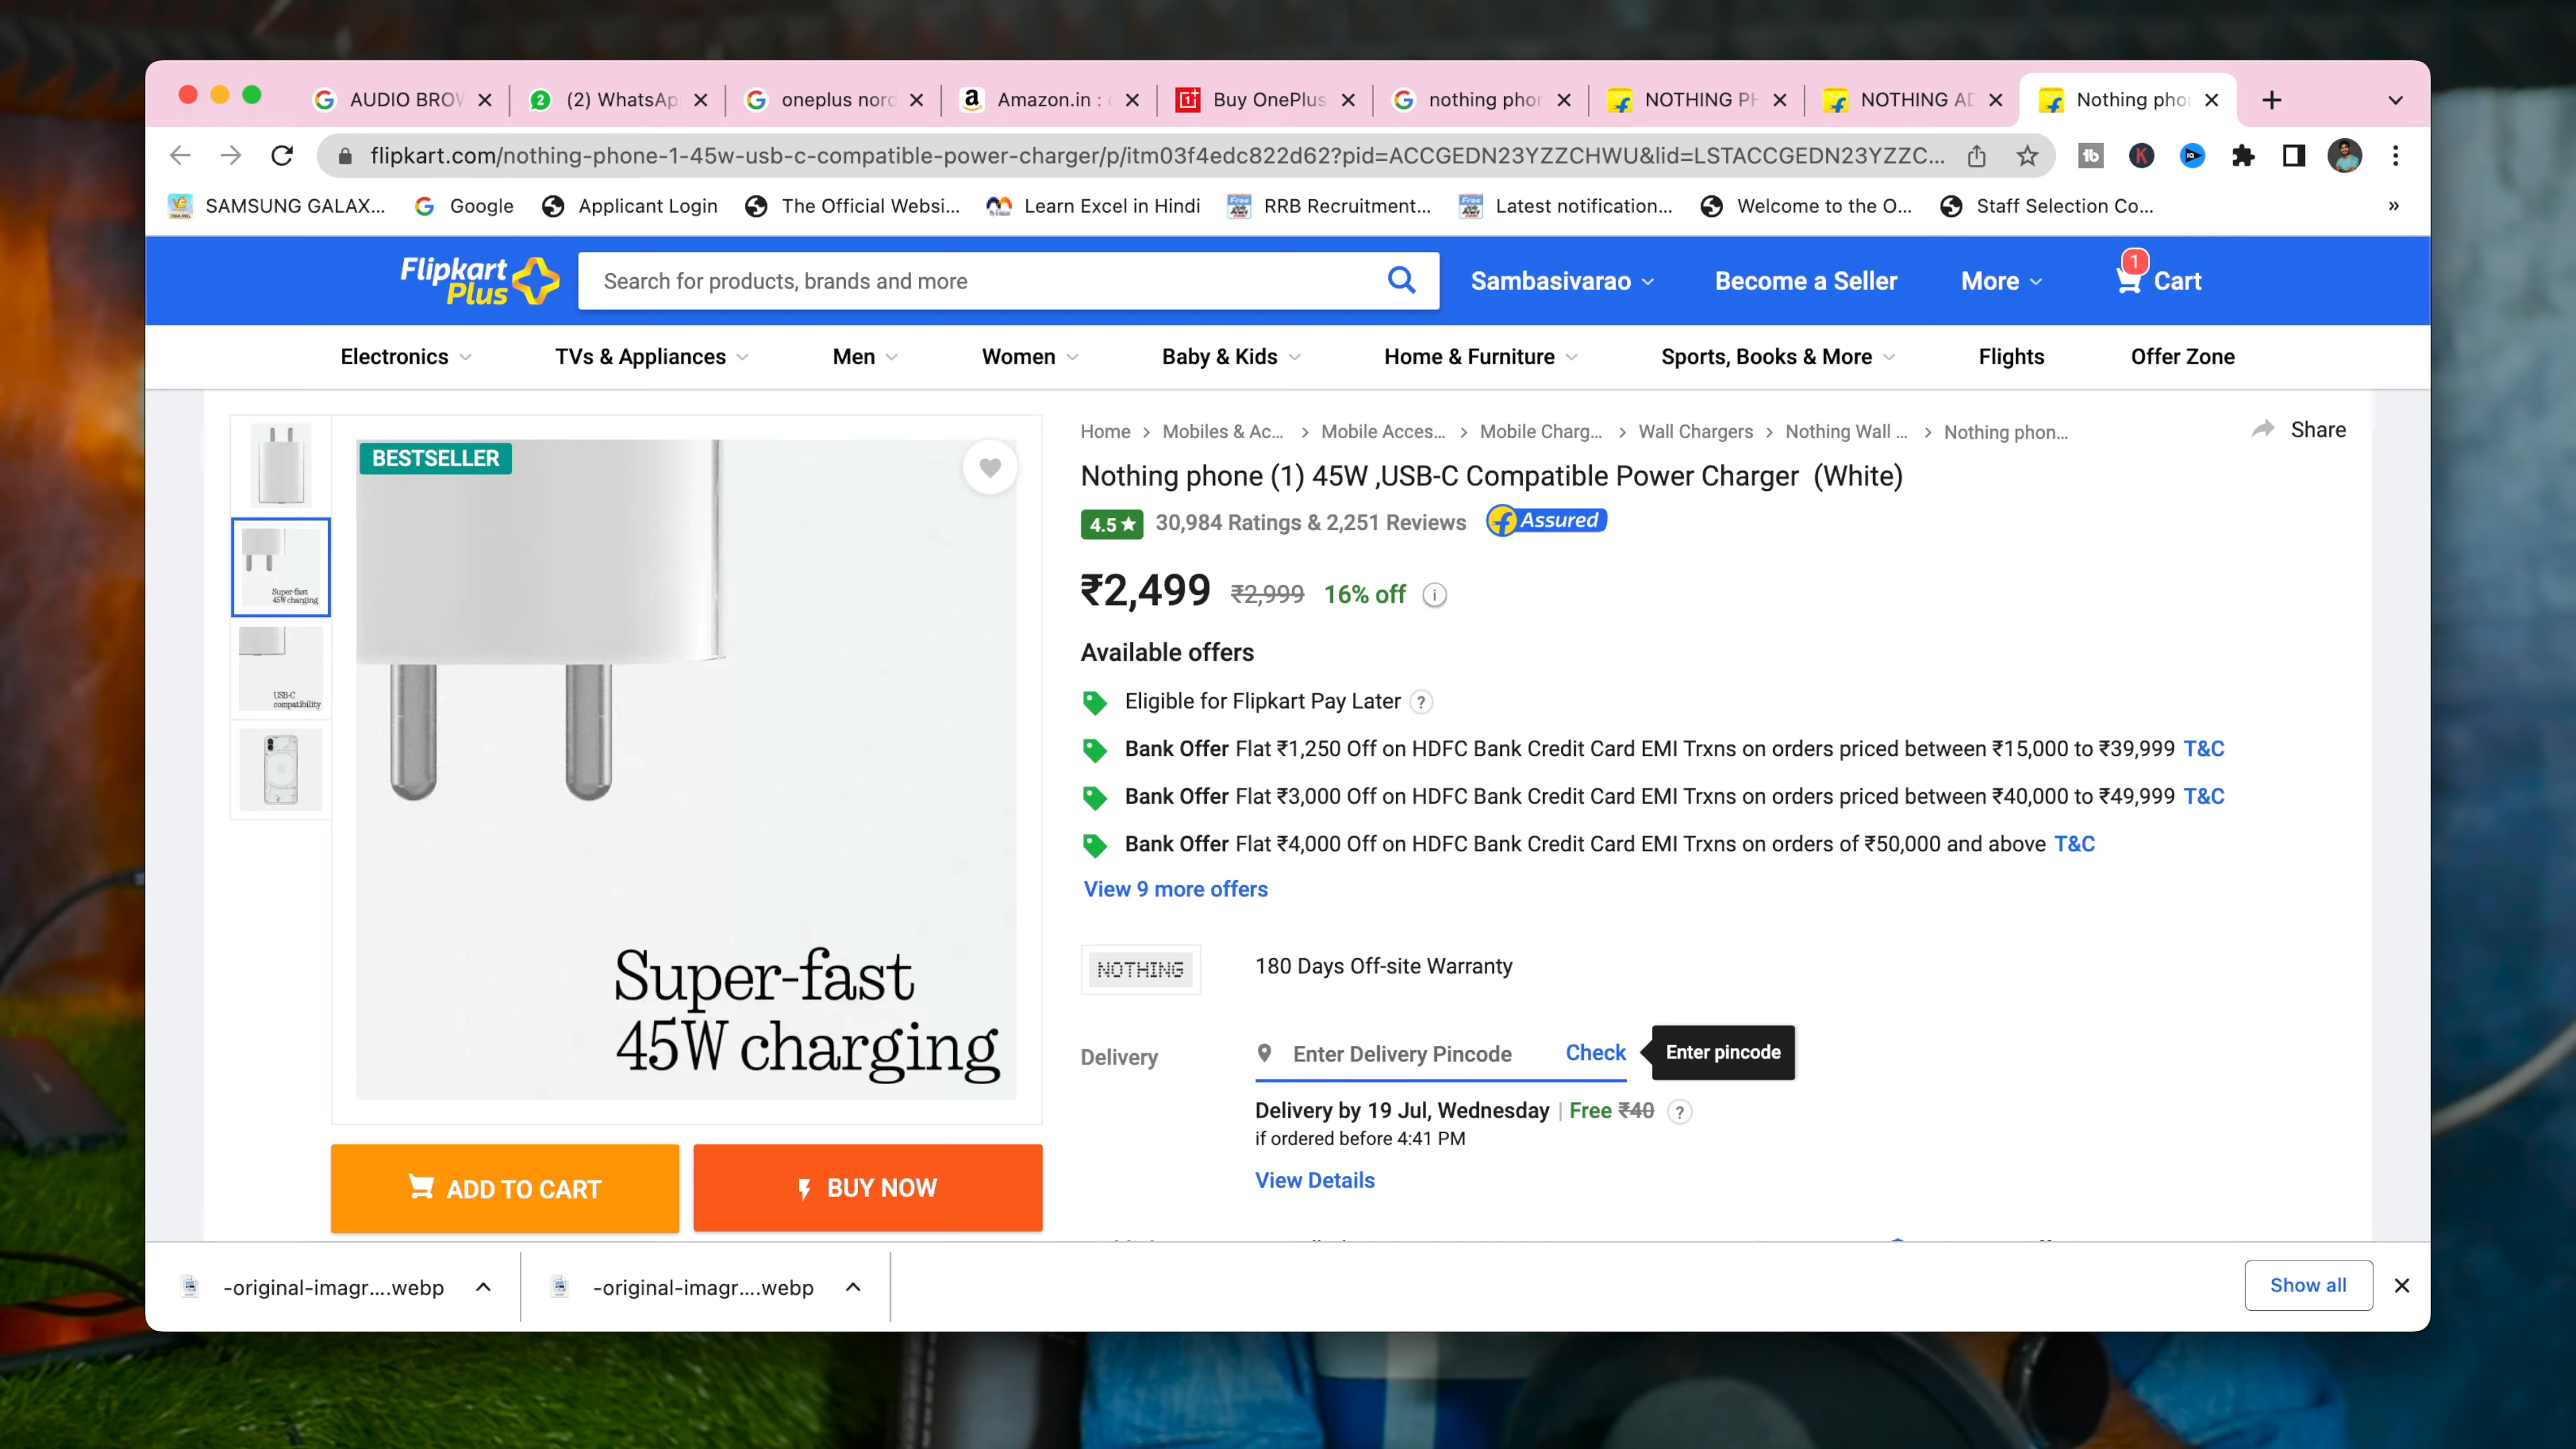 AUDIO BROW
2
(2) WhatsAp
oneplus nord
Amazon.in :
Buy OnePlus
nothing phon
NOTHING PH
NOTHING AD
Nothing pho
flipkart.com/nothing-phone-1-45w-usb-c-compatible-power-charger/p/itm03f4edc822d62?pid=ACCGEDN23YZZCHWU&lid=LSTACCGEDN23YZZC...
SAMSUNG GALAX...
Google
Applicant Login
The Official Websi...
Learn Excel in Hindi
RRB Recruitment...
Latest notification...
Welcome to the O...
Staff Selection Co...
»
Flipkart
Plus
Search for products, brands and more
Sambasivarao
Become a Seller
More
1
Cart
Electronics
TVs & Appliances
Men
Women
Baby & Kids
Home & Furniture
Sports, Books & More
Flights
Offer Zone
Super-fast
45W charging
USB-C
compatibility
BESTSELLER
Super-fast
45W charging
ADD TO CART
BUY NOW
Home > Mobiles & Ac... > Mobile Acces... > Mobile Charg... > Wall Chargers > Nothing Wall ... > Nothing phon...
Share
Nothing phone (1) 45W ,USB-C Compatible Power Charger (White)
4.5★ 30,984 Ratings & 2,251 Reviews Assured
₹2,499 ₹2,999 16% off i
Available offers
Eligible for Flipkart Pay Later ?
Bank Offer Flat ₹1,250 Off on HDFC Bank Credit Card EMI Trxns on orders priced between ₹15,000 to ₹39,999 T&C
Bank Offer Flat ₹3,000 Off on HDFC Bank Credit Card EMI Trxns on orders priced between ₹40,000 to ₹49,999 T&C
Bank Offer Flat ₹4,000 Off on HDFC Bank Credit Card EMI Trxns on orders of ₹50,000 and above T&C
View 9 more offers
NOTHING
180 Days Off-site Warranty
Delivery
Enter Delivery Pincode
Check
Enter pincode
Delivery by 19 Jul, Wednesday | Free ₹40 ?
if ordered before 4:41 PM
View Details
-original-imagr....webp
-original-imagr....webp
Show all